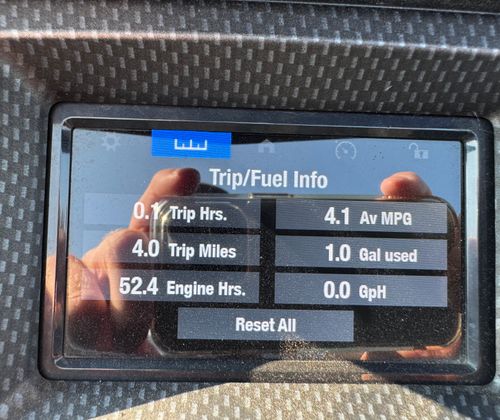 Trip/Fuel Info
0.1 Trip Hrs. 4.1 Av MPG
4.0 Trip Miles 1.0 Gal used
52.4 Engine Hrs. 0.0 GpH
Reset All